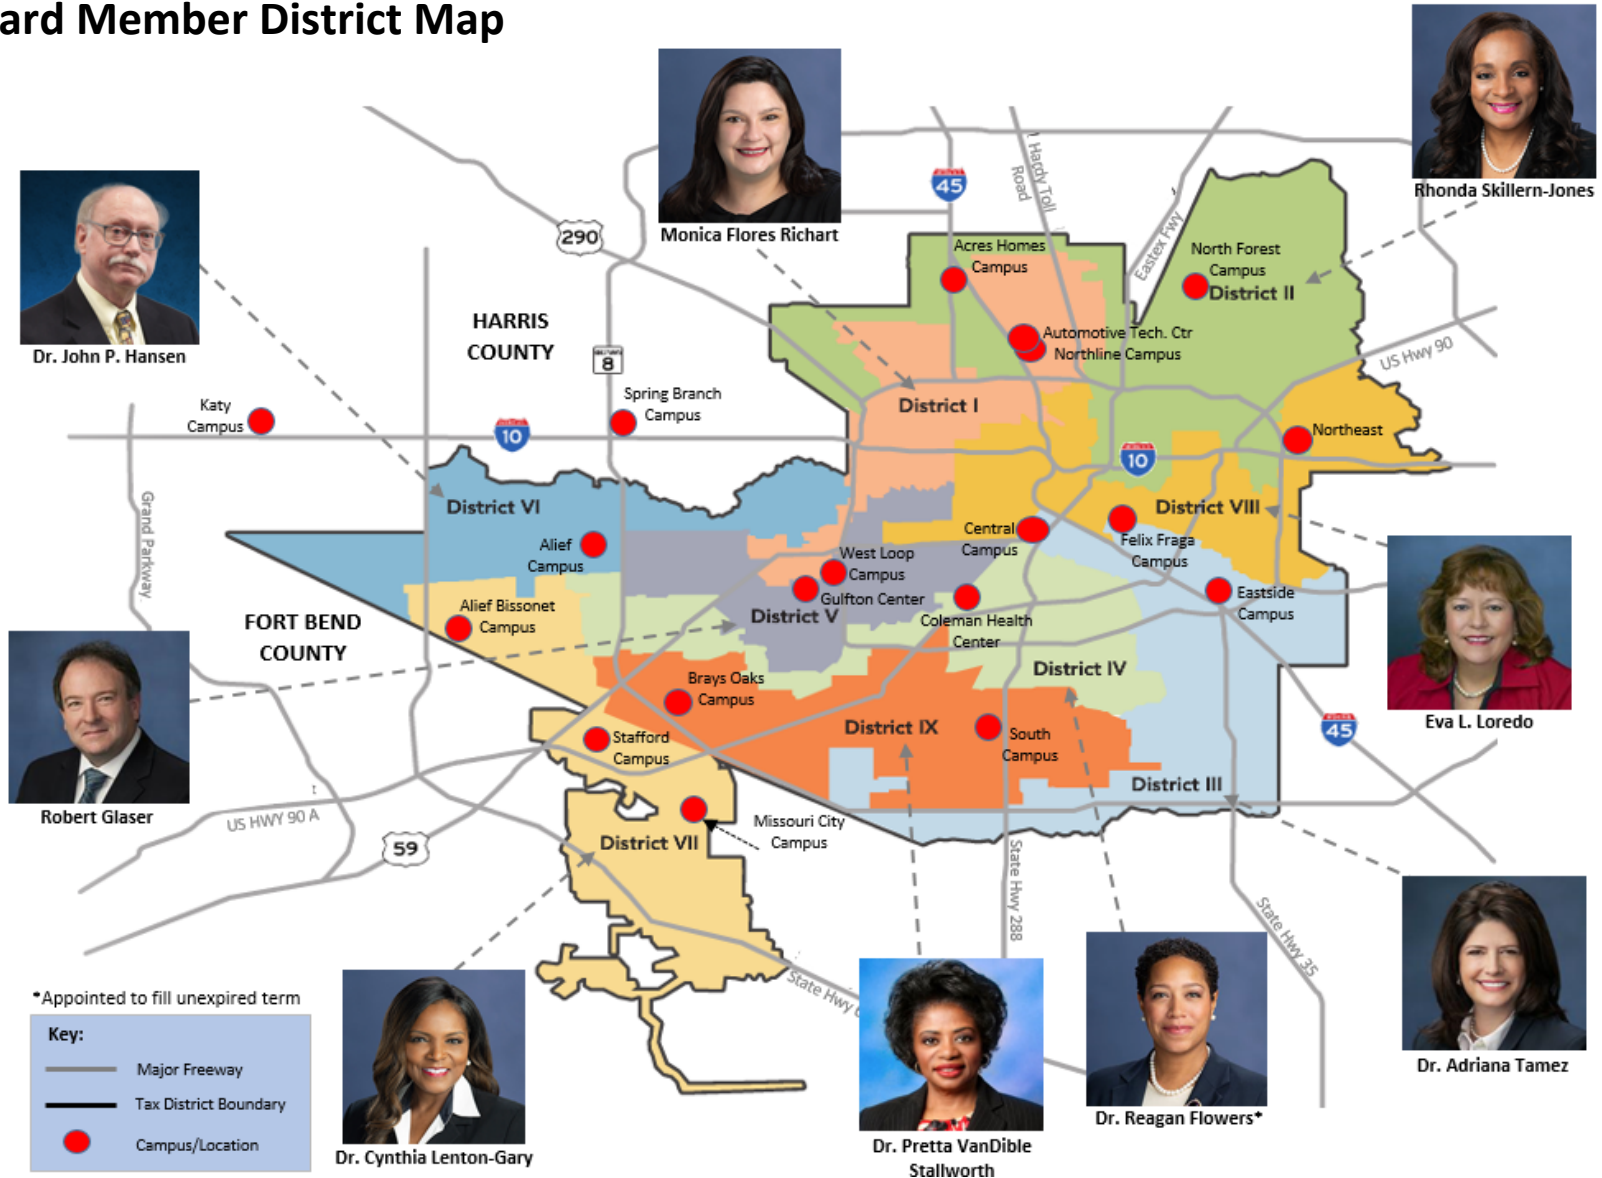 ard Member District Map
Rhonda Skillern-Jones
Monica Flores Richart
Dr. John P. Hansen
290
45
Hardy Toll
Road
Eastex Fwy
Acres Homes
Campus
North Forest
Campus
District II
HARRIS
COUNTY
8
Automotive Tech. Ctr
Northline Campus
US Hwy 90
Katy
Campus
Spring Branch
Campus
District I
10
10
Northeast
Grand Parkway
District VI
District VIII
Alief
Campus
Central
Campus
Felix Fraga
Campus
West Loop
Campus
Gulfton Center
Eastside
Campus
Alief Bissonet
Campus
District V
Coleman Health
Center
FORT BEND
COUNTY
District IV
Brays Oaks
Campus
Eva L. Loredo
Stafford
Campus
District IX
South
Campus
45
District III
Robert Glaser
US HWY 90 A
59
District VII
Missouri City
Campus
State Hwy 288
State Hwy 35
State Hwy
*Appointed to fill unexpired term
Key:
Major Freeway
Tax District Boundary
Campus/Location
Dr. Cynthia Lenton-Gary
Dr. Pretta VanDible
Stallworth
Dr. Reagan Flowers*
Dr. Adriana Tamez